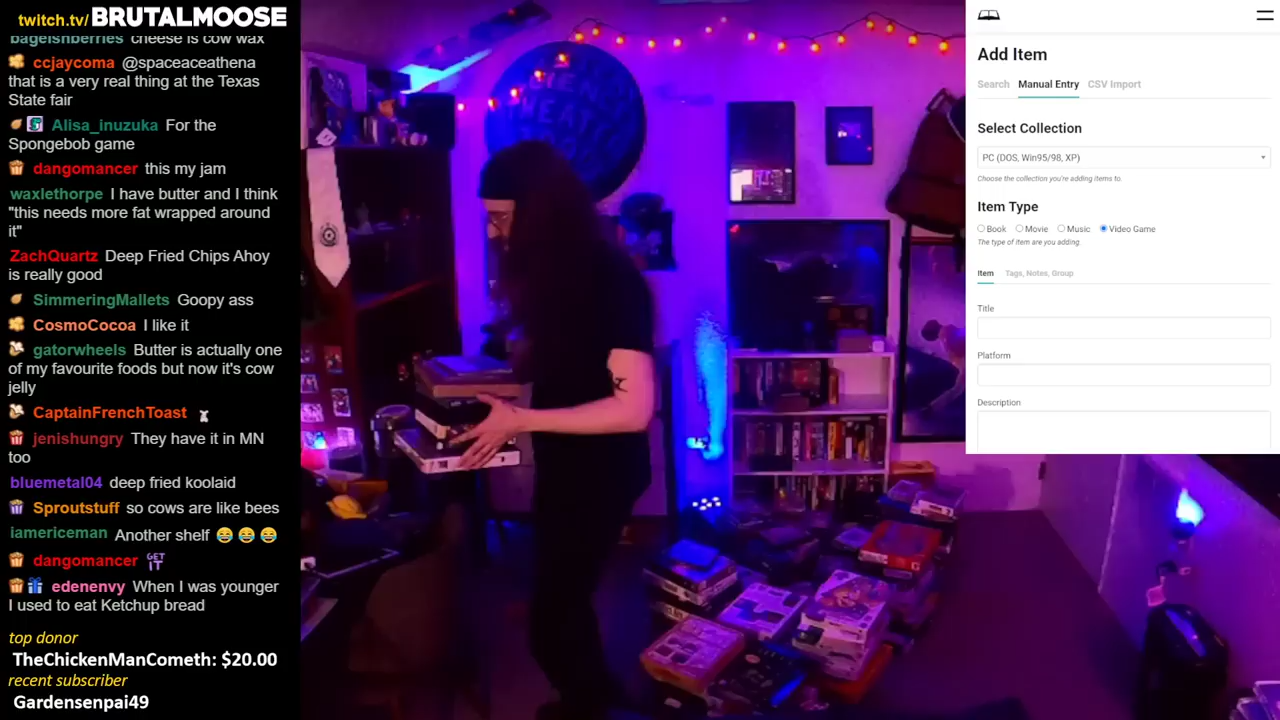 twitch.tv/BRUTALMOOSE
bagelshberries cheese is cow wax
ccjaycoma @spaceaceathena
that is a very real thing at the Texas
State fair
Alisa_inuzuka For the
Spongebob game
dangomancer this my jam
waxlethorpe I have butter and I think
"this needs more fat wrapped around
it"
ZachQuartz Deep Fried Chips Ahoy
is really good
SimmeringMallets Goopy ass
CosmoCocoa I like it
gatorwheels Butter is actually one
of my favourite foods but now it's cow
jelly
CaptainFrenchToast
jenishungry They have it in MN
too
bluemetal04 deep fried koolaid
Sproutstuff so cows are like bees
iamericeman Another shelf 😂 😂 😂
dangomancer GET IT
edenenvy When I was younger
I used to eat Ketchup bread
top donor
TheChickenManCometh: $20.00
recent subscriber
Gardensenpai49
Add Item
Search Manual Entry CSV Import
Select Collection
PC (DOS, Win95/98, XP)
Choose the collection you're adding items to.
Item Type
Book Movie Music Video Game
The type of item are you adding.
Item Tags, Notes, Group
Title
Platform
Description